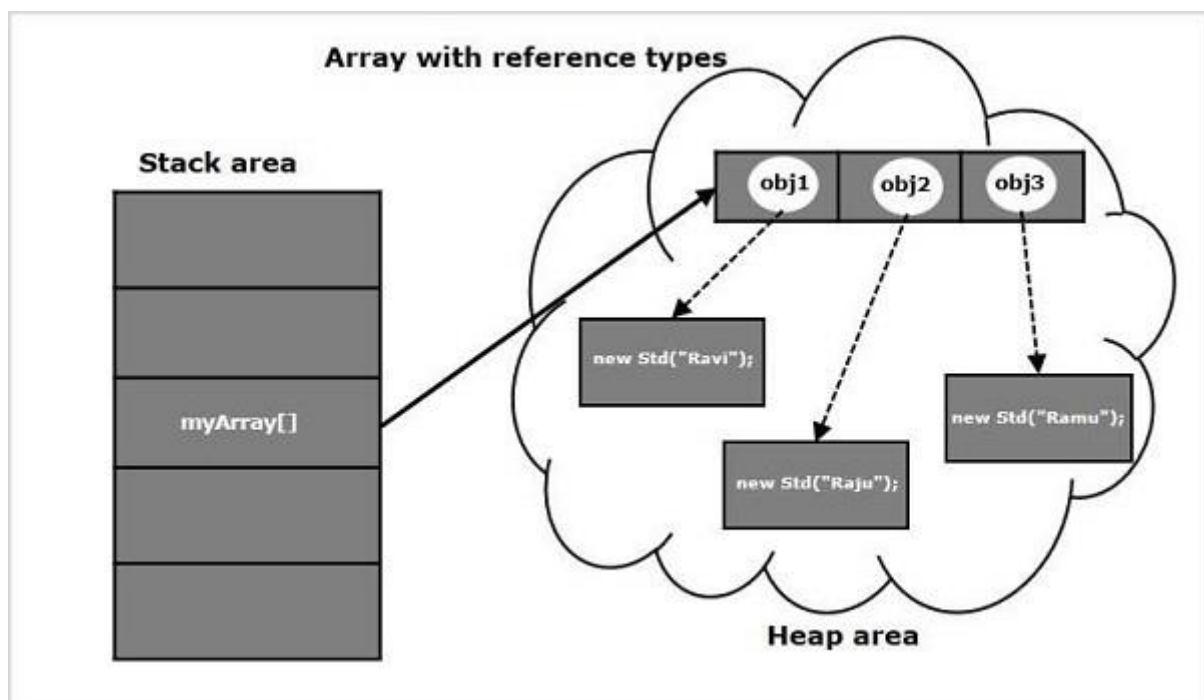 Array with reference types
Stack area
obj1 obj2 obj3
new Std("Ravi");
myArray[]
new Std("Ramu");
new Std("Raju");
Heap area